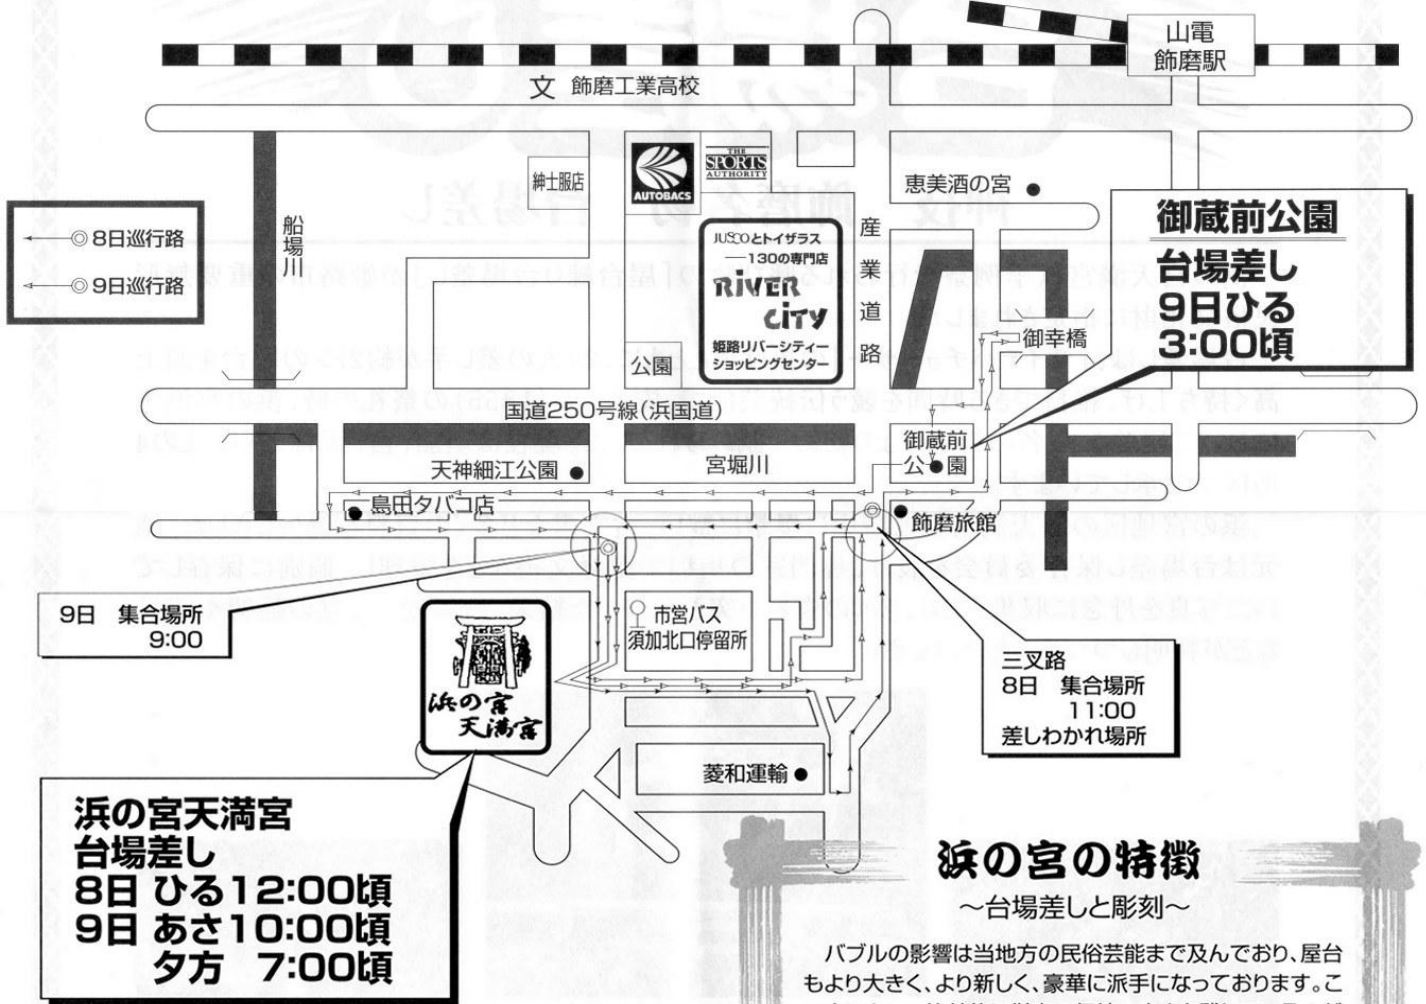 山電
飾磨駅
文 飾磨工業高校
紳士服店
AUTOBACS
THE
SPORTS
AUTHORITY
恵美酒の宮
御蔵前公園
台場差し
9日ひる
3:00頃
船場川
◎8日巡行路
◎9日巡行路
JUSCOとトイザラス
130の専門店
RiVER
CiTY
姫路リバーシティー
ショッピングセンター
産業道路
御幸橋
公園
国道250号線(浜国道)
御蔵前
公園
天神細江公園
宮堀川
島田タバコ店
飾磨旅館
9日 集合場所
9:00
市営バス
須加北口停留所
三叉路
8日 集合場所
11:00
差しわかれ場所
浜の宮
天満宮
菱和運輸
浜の宮天満宮
台場差し
8日 ひる12:00頃
9日 あさ10:00頃
夕方 7:00頃
浜の宮の特徴
～台場差しと彫刻～
バブルの影響は当地方の民俗芸能まで及んでおり、屋台
もより大きく、より新しく、豪華に派手になっております。こ